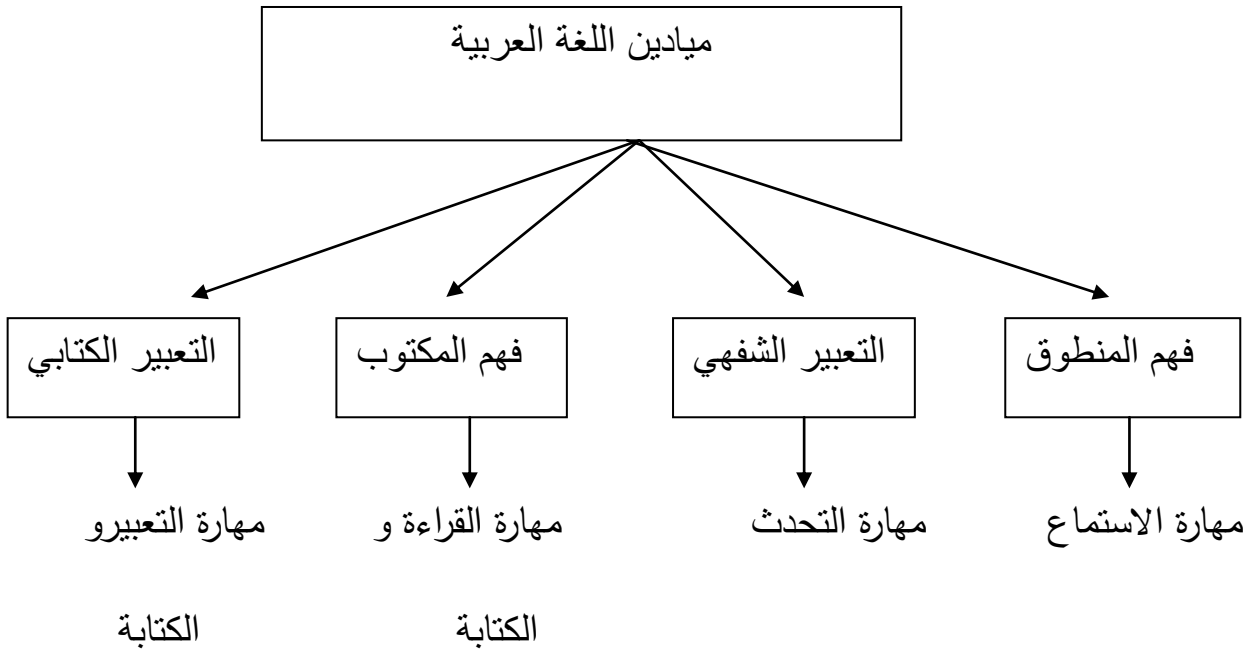 ميادين اللغة العربية
فهم المنطوق
التعبير الشفهي
فهم المكتوب
التعبير الكتابي
مهارة الاستماع
مهارة التحدث
مهارة القراءة و
الكتابة
مهارة التعبيرو
الكتابة